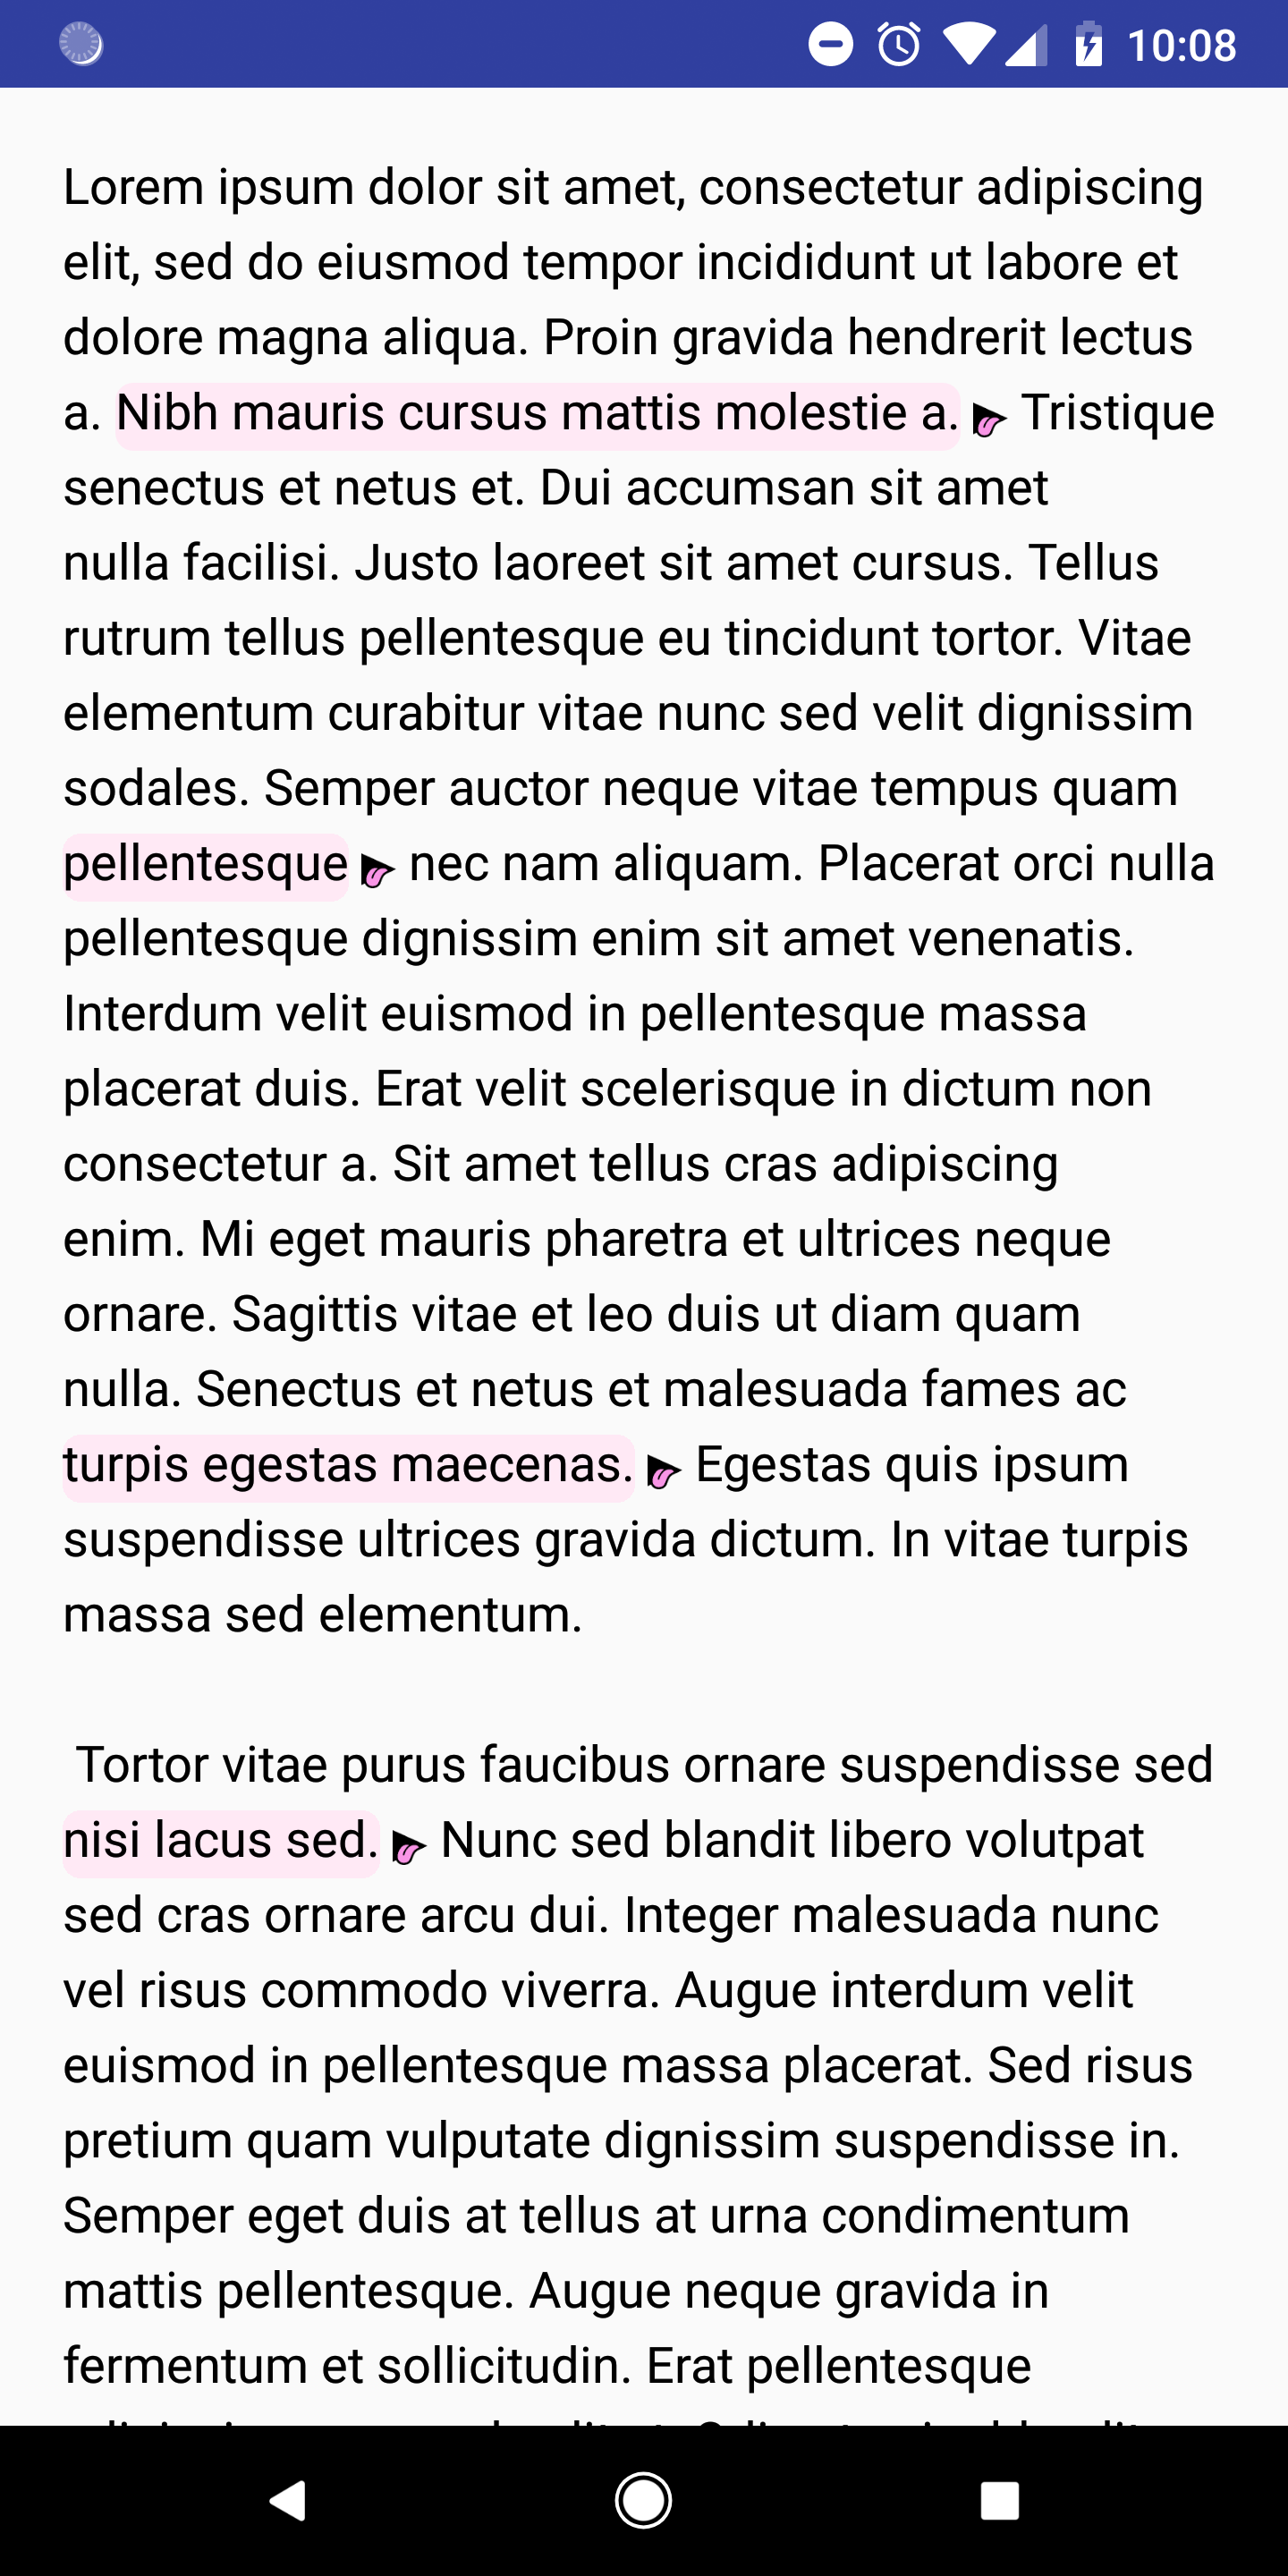 10:08
Lorem ipsum dolor sit amet, consectetur adipiscing
elit, sed do eiusmod tempor incididunt ut labore et
dolore magna aliqua. Proin gravida hendrerit lectus
a. Nibh mauris cursus mattis molestie a. Tristique
senectus et netus et. Dui accumsan sit amet
nulla facilisi. Justo laoreet sit amet cursus. Tellus
rutrum tellus pellentesque eu tincidunt tortor. Vitae
elementum curabitur vitae nunc sed velit dignissim
sodales. Semper auctor neque vitae tempus quam
pellentesque nec nam aliquam. Placerat orci nulla
pellentesque dignissim enim sit amet venenatis.
Interdum velit euismod in pellentesque massa
placerat duis. Erat velit scelerisque in dictum non
consectetur a. Sit amet tellus cras adipiscing
enim. Mi eget mauris pharetra et ultrices neque
ornare. Sagittis vitae et leo duis ut diam quam
nulla. Senectus et netus et malesuada fames ac
turpis egestas maecenas. Egestas quis ipsum
suspendisse ultrices gravida dictum. In vitae turpis
massa sed elementum.
Tortor vitae purus faucibus ornare suspendisse sed
nisi lacus sed. Nunc sed blandit libero volutpat
sed cras ornare arcu dui. Integer malesuada nunc
vel risus commodo viverra. Augue interdum velit
euismod in pellentesque massa placerat. Sed risus
pretium quam vulputate dignissim suspendisse in.
Semper eget duis at tellus at urna condimentum
mattis pellentesque. Augue neque gravida in
fermentum et sollicitudin. Erat pellentesque